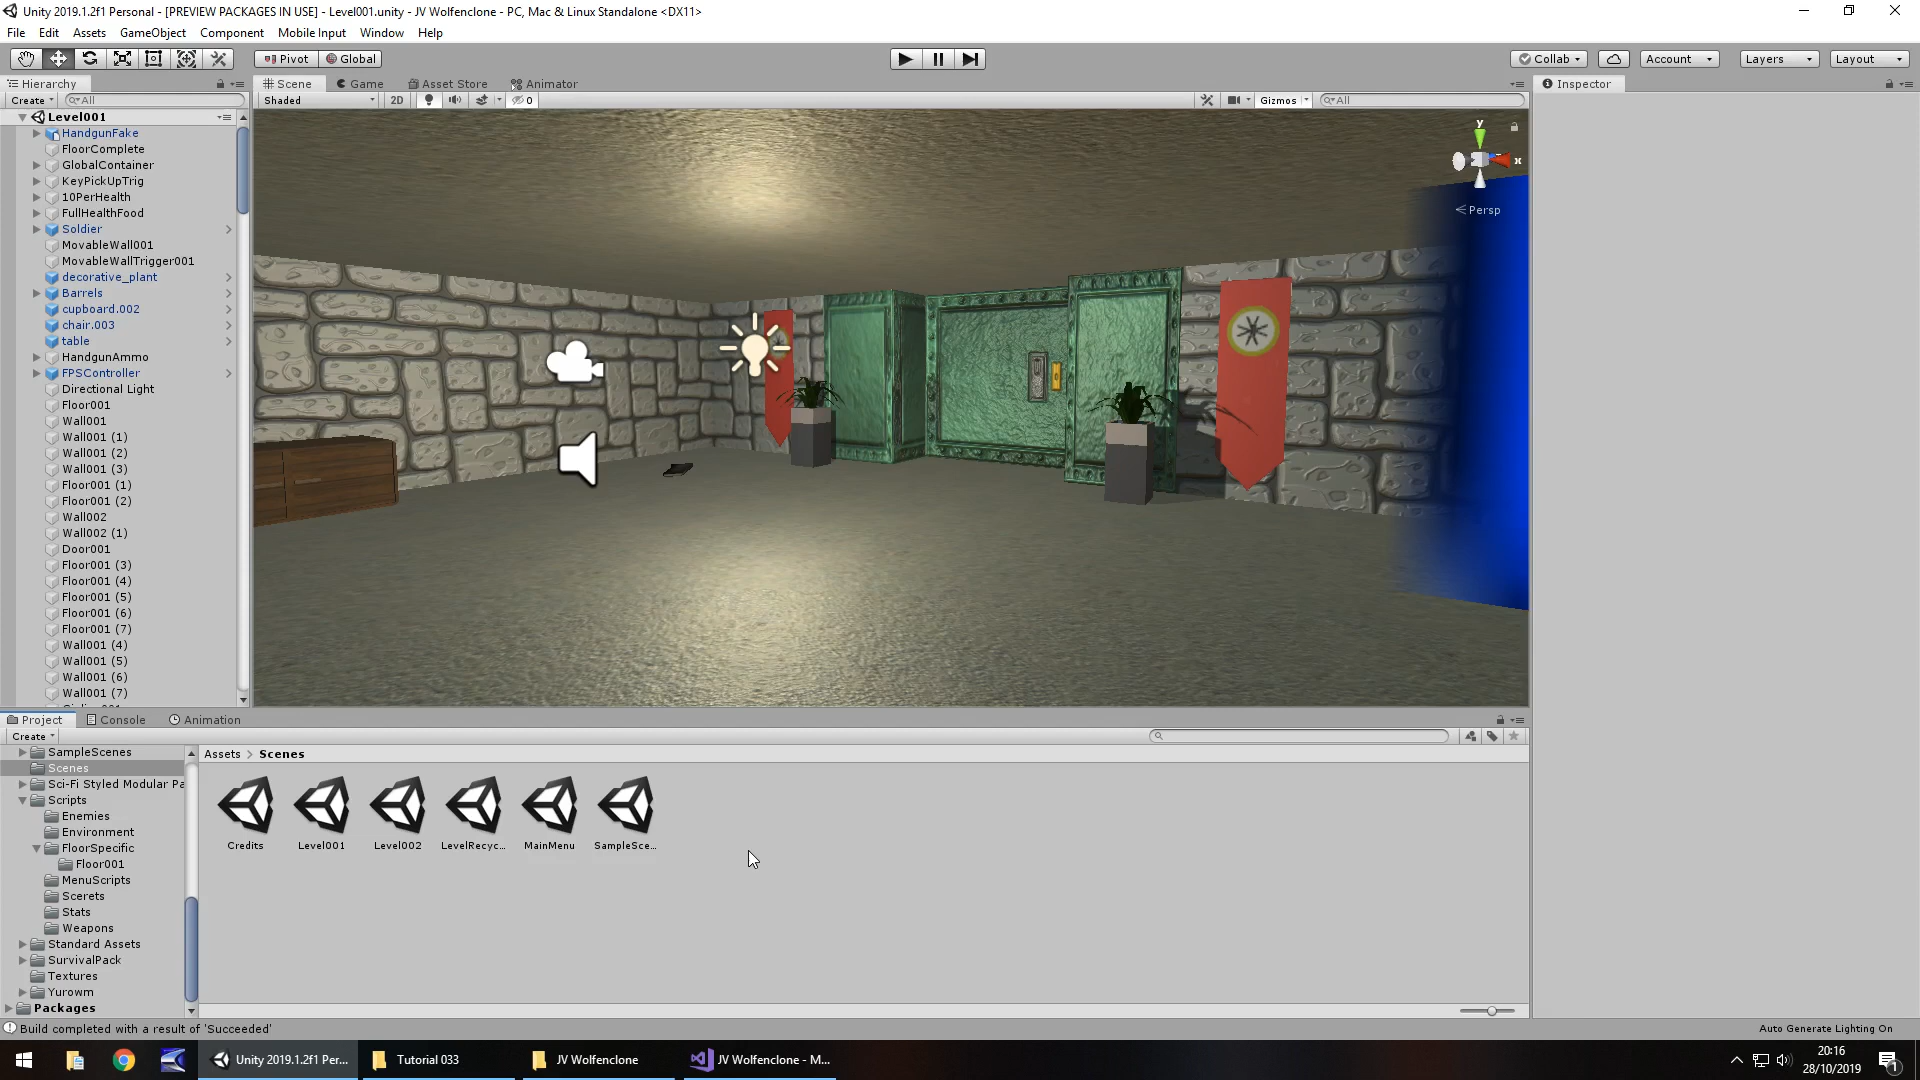 Unity 2019.1.2f1 Personal - [PREVIEW PACKAGES IN USE] - Level001.unity - JV Wolfenclone - PC, Mac & Linux Standalone <DX11>
File Edit Assets GameObject Component Mobile Input Window Help
Pivot Global Collab Account Layers Layout
Hierarchy Scene Game Asset Store Animator Inspector
Create All Shaded 2D 0 Gizmos All
Level001
HandgunFake
FloorComplete
GlobalContainer
KeyPickUpTrig
10PerHealth
FullHealthFood
Soldier
MovableWall001
MovableWallTrigger001
decorative_plant
Barrels
cupboard.002
chair.003
table
HandgunAmmo
FPSController
Directional Light
Floor001
Wall001
Wall001 (1)
Wall001 (2)
Wall001 (3)
Floor001 (1)
Floor001 (2)
Wall002
Wall002 (1)
Door001
Floor001 (3)
Floor001 (4)
Floor001 (5)
Floor001 (6)
Floor001 (7)
Wall001 (4)
Wall001 (5)
Wall001 (6)
Wall001 (7)
y
x
Persp
Project Console Animation
Create
SampleScenes
Scenes
Sci-Fi Styled Modular Pa
Scripts
Enemies
Environment
FloorSpecific
Floor001
MenuScripts
Scerets
Stats
Weapons
Standard Assets
SurvivalPack
Textures
Yurowm
Packages
Assets > Scenes
Credits Level001 Level002 LevelRecyc... MainMenu SampleSce...
Build completed with a result of 'Succeeded'
Auto Generate Lighting On
Unity 2019.1.2f1 Per... Tutorial 033 JV Wolfenclone JV Wolfenclone - M...
20:16
28/10/2019
1